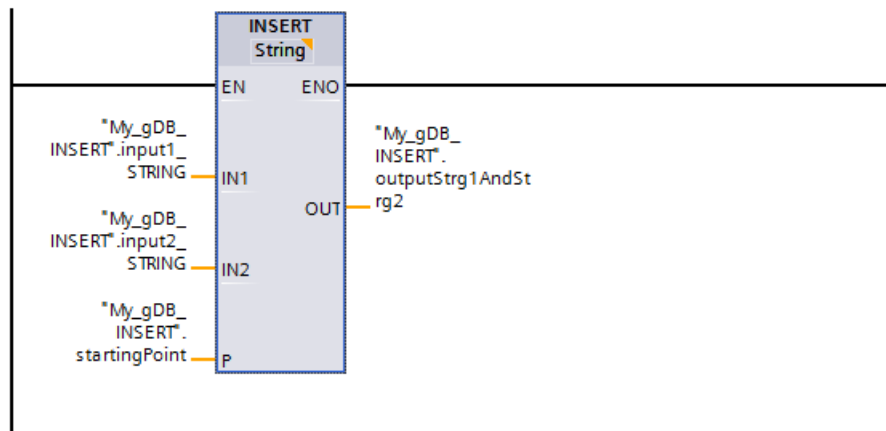 INSERT
String
EN ENO
"My_gDB_
INSERT".input1_
STRING
IN1
"My_gDB_
INSERT".input2_
STRING
IN2
"My_gDB_
INSERT".
startingPoint
P
"My_gDB_
INSERT".
outputStrg1AndSt
rg2
OUT